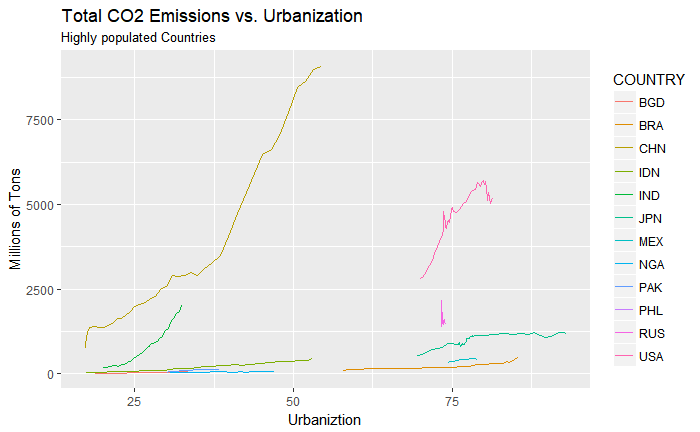 Total CO2 Emissions vs. Urbanization
Highly populated Countries
Millions of Tons
7500
5000
2500
0
25
50
75
Urbaniztion
COUNTRY
BGD
BRA
CHN
IDN
IND
JPN
MEX
NGA
PAK
PHL
RUS
USA